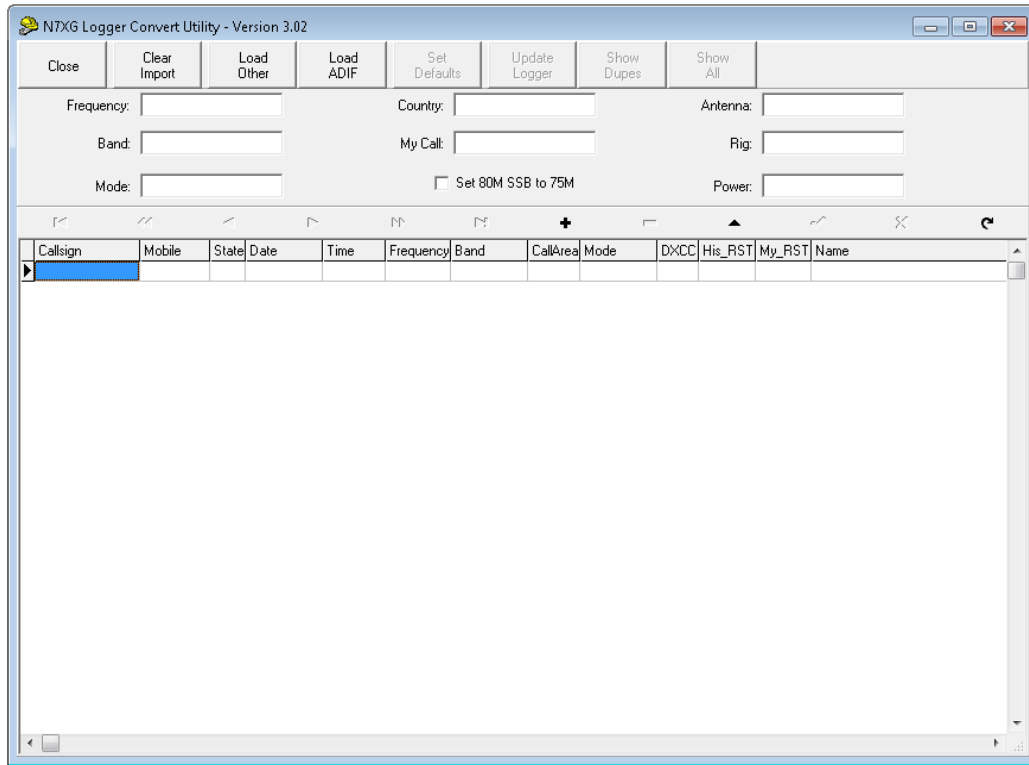 N7XG Logger Convert Utility - Version 3.02
Close
Clear
Import
Load
Other
Load
ADIF
Set
Defaults
Update
Logger
Show
Dupes
Show
All
Frequency: Country: Antenna:
Band: My Call: Rig:
Mode: Set 80M SSB to 75M Power:
Callsign Mobile State Date Time Frequency Band CallArea Mode DXCC His_RST My_RST Name